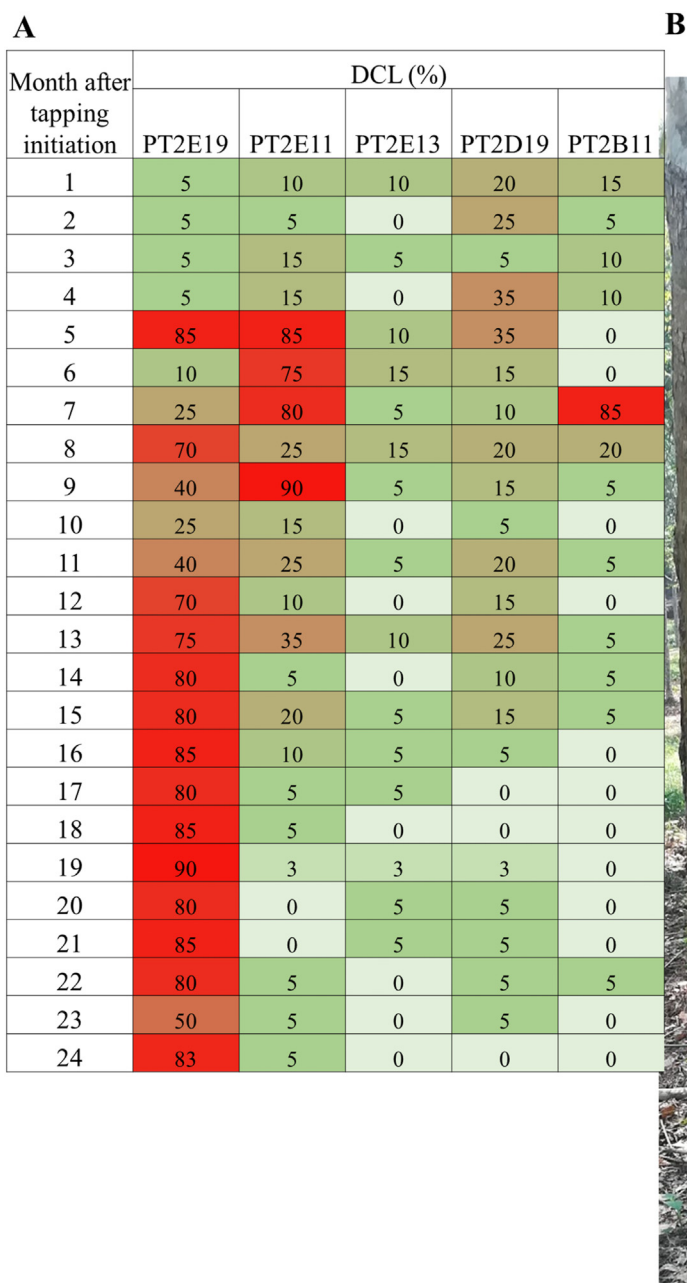 A
B
Month after tapping initiation DCL (%)
PT2E19 PT2E11 PT2E13 PT2D19 PT2B11
1 5 10 10 20 15
2 5 5 0 25 5
3 5 15 5 5 10
4 5 15 0 35 10
5 85 85 10 35 0
6 10 75 15 15 0
7 25 80 5 10 85
8 70 25 15 20 20
9 40 90 5 15 5
10 25 15 0 5 0
11 40 25 5 20 5
12 70 10 0 15 0
13 75 35 10 25 5
14 80 5 0 10 5
15 80 20 5 15 5
16 85 10 5 5 0
17 80 5 5 0 0
18 85 5 0 0 0
19 90 3 3 3 0
20 80 0 5 5 0
21 85 0 5 5 0
22 80 5 0 5 5
23 50 5 0 5 0
24 83 5 0 0 0